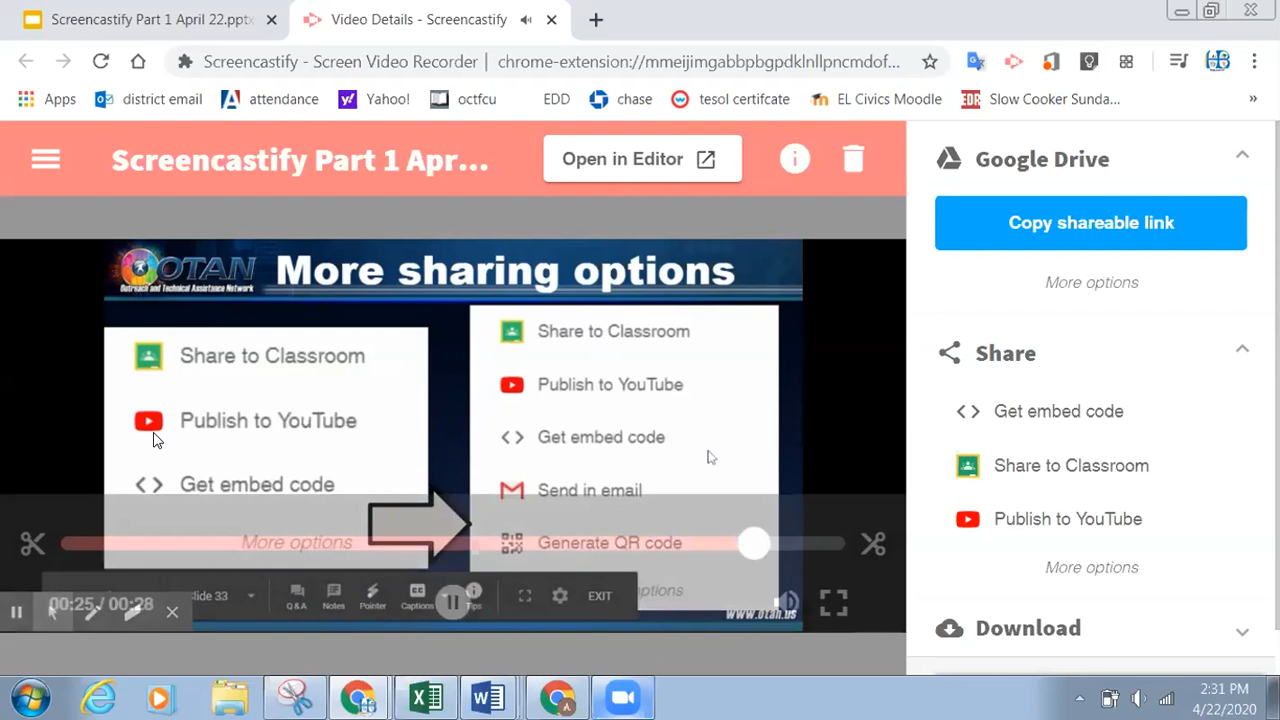 Screencastify Part 1 April 22.pptx
Video Details - Screencastify
Screencastify - Screen Video Recorder | chrome-extension://mmeijimgabbpbgpdklnllpncmdof...
Apps
district email
attendance
Yahoo!
octfcu
EDD
chase
tesol certifcate
EL Civics Moodle
EDR
Slow Cooker Sunda...
»
Screencastify Part 1 Apr...
Open in Editor
OTAN
Outreach and Technical Assistance Network
More sharing options
Share to Classroom
Publish to YouTube
Get embed code
More options
Share to Classroom
Publish to YouTube
Get embed code
Send in email
Generate QR code
www.otan.us
00:25 / 00:28
Slide 33
Q & A
Notes
Pointer
Captions
Tips
EXIT
Google Drive
Copy shareable link
More options
Share
Get embed code
Share to Classroom
Publish to YouTube
More options
Download
2:31 PM
4/22/2020